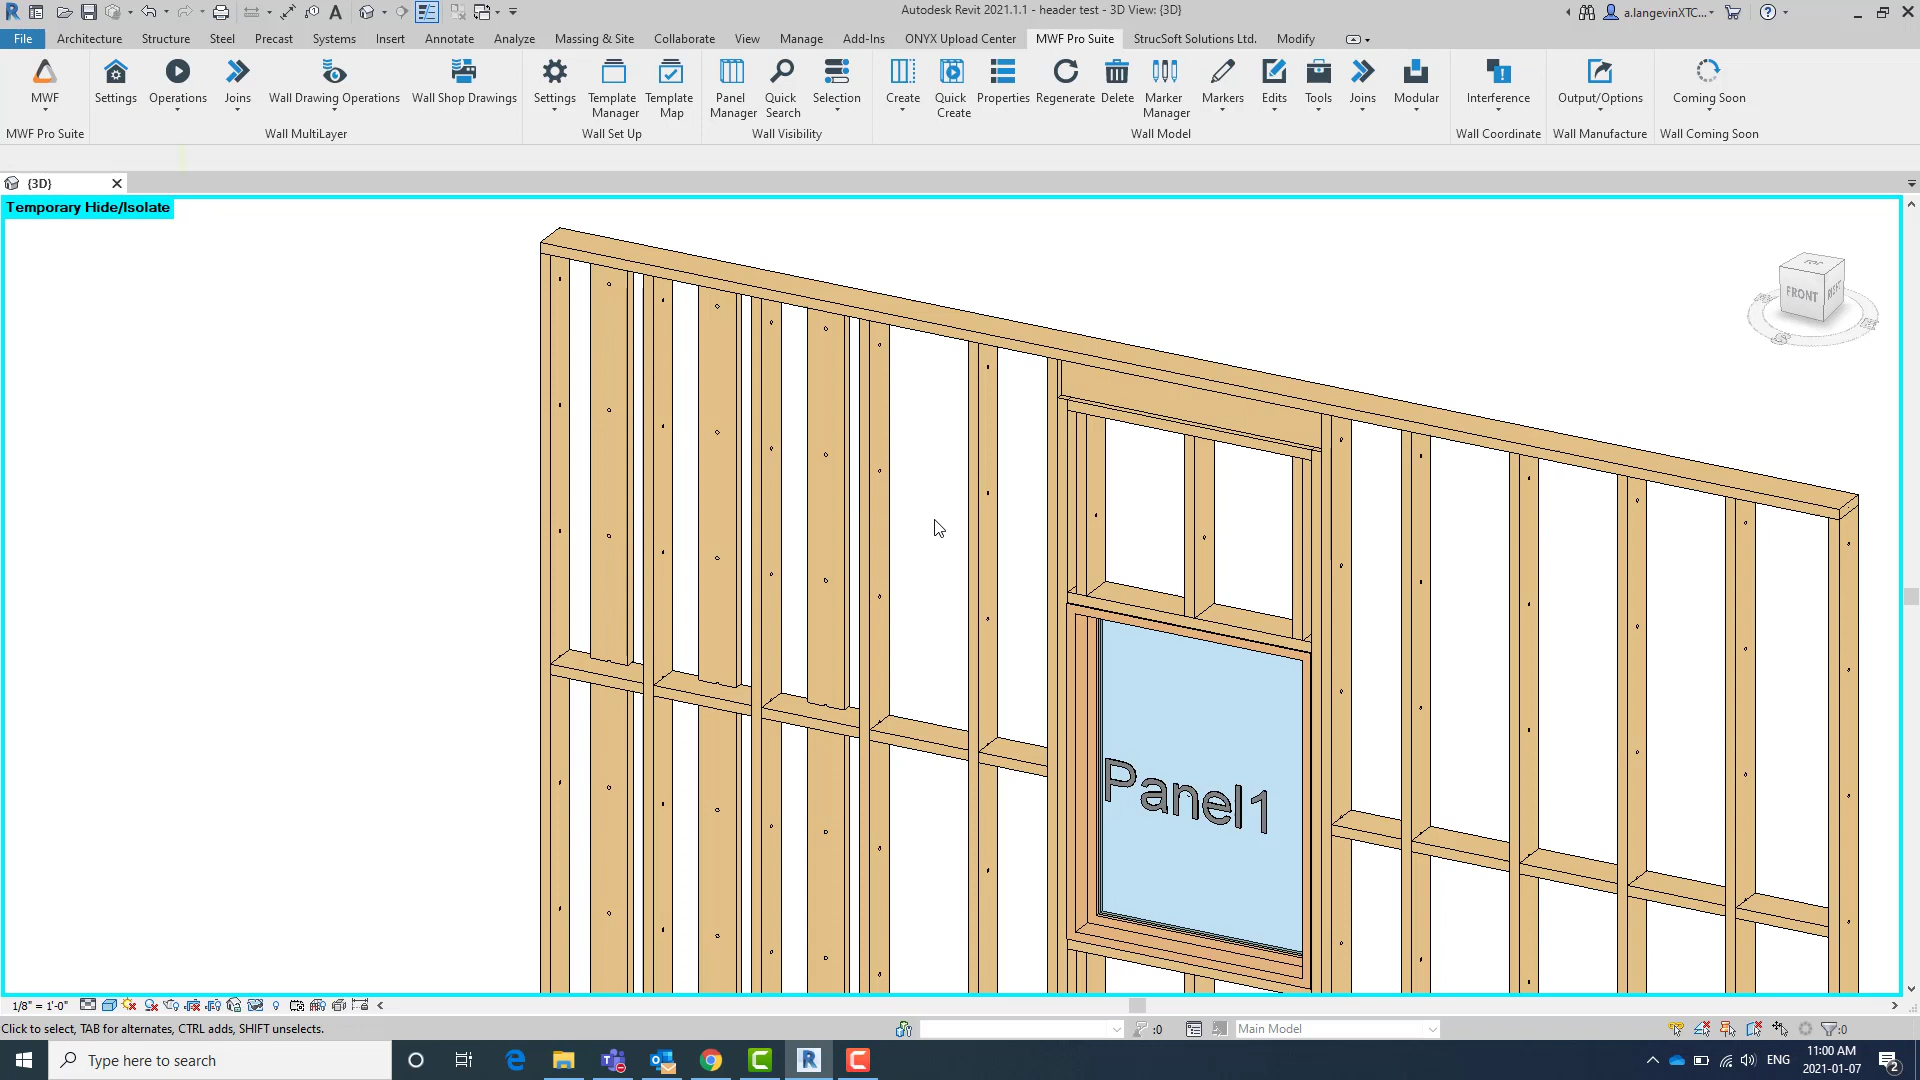 Autodesk Revit 2021.1.1 - header test - 3D View: {3D}
a.langevinXTC...
File Architecture Structure Steel Precast Systems Insert Annotate Analyze Massing & Site Collaborate View Manage Add-Ins ONYX Upload Center MWF Pro Suite StrucSoft Solutions Ltd. Modify
MWF Settings Operations Joins Wall Drawing Operations Wall Shop Drawings Settings Template Manager Template Map Panel Manager Quick Search Selection Create Quick Create Properties Regenerate Delete Marker Manager Markers Edits Tools Joins Modular Interference Output/Options Coming Soon
MWF Pro Suite Wall MultiLayer Wall Set Up Wall Visibility Wall Model Wall Coordinate Wall Manufacture Wall Coming Soon
{3D}
Temporary Hide/Isolate
TOP
FRONT
RIGHT
S
Panel1
1/8" = 1'-0"
Click to select, TAB for alternates, CTRL adds, SHIFT unselects.
:0
Main Model
:0
Type here to search
ENG
11:00 AM
2021-01-07
2